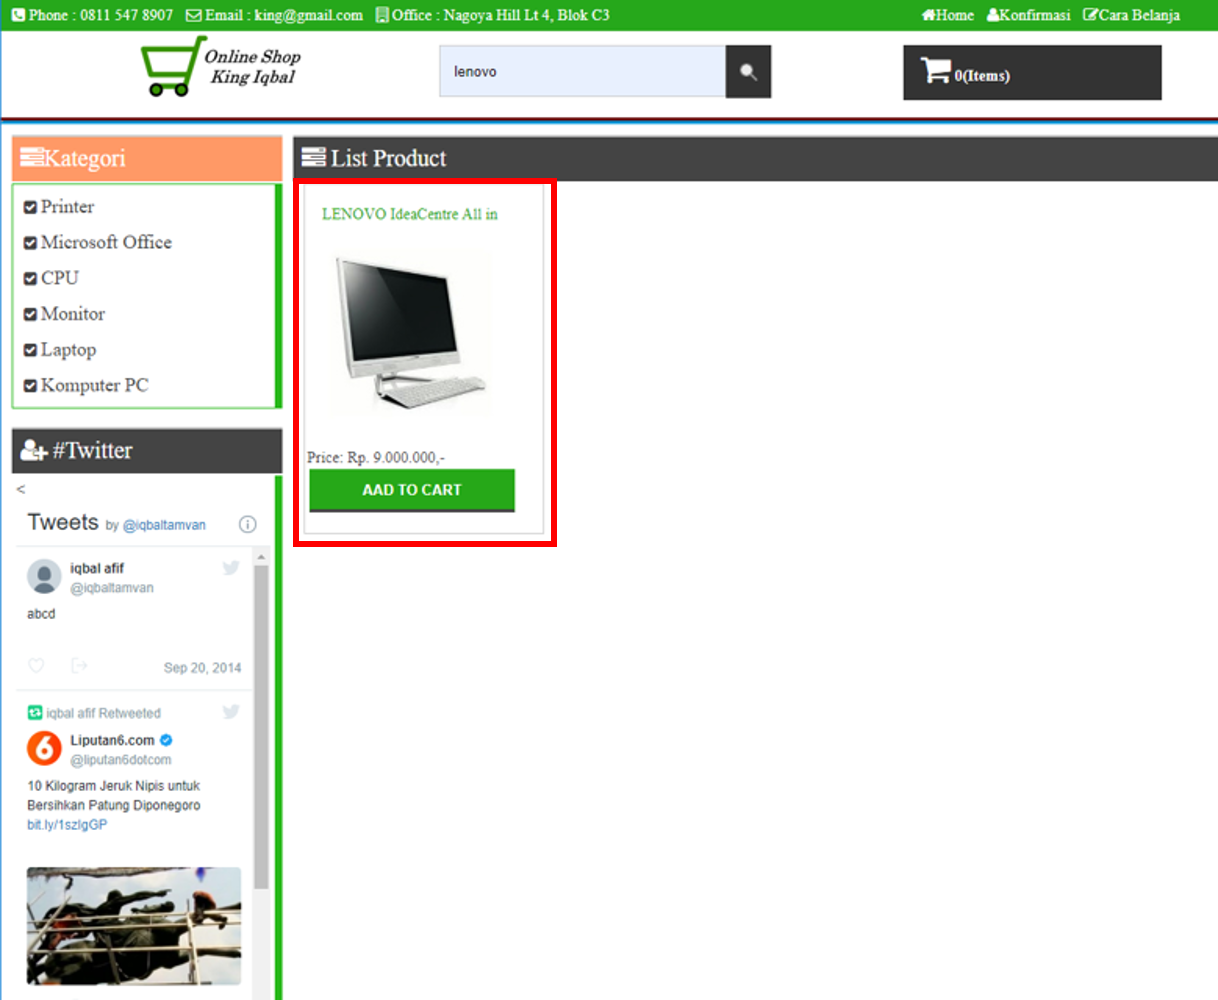 Phone : 0811 547 8907 Email : king@gmail.com Office : Nagoya Hill Lt 4, Blok C3 Home Konfirmasi Cara Belanja
Online Shop
King Iqbal
lenovo
0(Items)
Kategori
Printer
Microsoft Office
CPU
Monitor
Laptop
Komputer PC
List Product
LENOVO IdeaCentre All in
Price: Rp. 9.000.000,-
AAD TO CART
#Twitter
<
Tweets by @iqbaltamvan
iqbal afif
@iqbaltamvan
abcd
Sep 20, 2014
iqbal afif Retweeted
Liputan6.com
@liputan6dotcom
10 Kilogram Jeruk Nipis untuk
Bersihkan Patung Diponegoro
bit.ly/1szlgGP